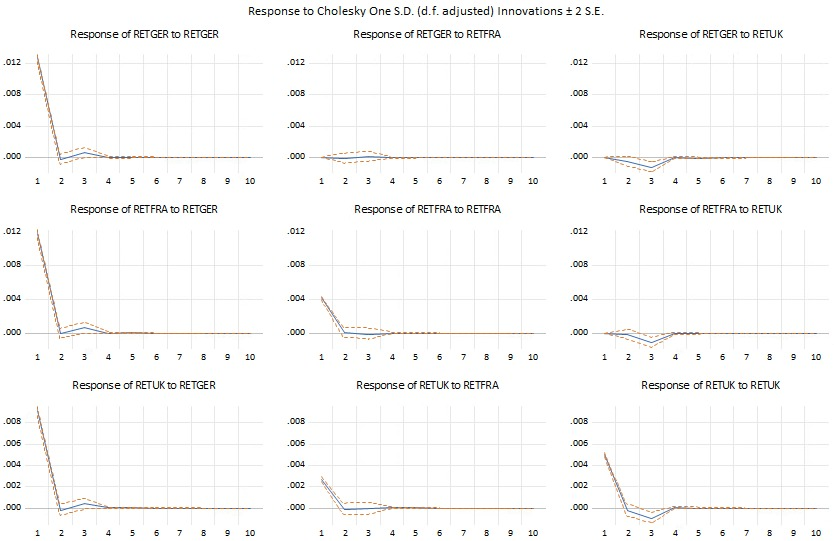 Response to Cholesky One S.D. (d.f. adjusted) Innovations ± 2 S.E.
Response of RETGER to RETGER
Response of RETGER to RETFRA
Response of RETGER to RETUK
.012 .012 .012
.008 .008 .008
.004 .004 .004
.000 .000 .000
1 2 3 4 5 6 7 8 9 10 1 2 3 4 5 6 7 8 9 10 1 2 3 4 5 6 7 8 9 10
Response of RETFRA to RETGER
Response of RETFRA to RETFRA
Response of RETFRA to RETUK
.012 .012 .012
.008 .008 .008
.004 .004 .004
.000 .000 .000
1 2 3 4 5 6 7 8 9 10 1 2 3 4 5 6 7 8 9 10 1 2 3 4 5 6 7 8 9 10
Response of RETUK to RETGER
Response of RETUK to RETFRA
Response of RETUK to RETUK
.008 .008 .008
.006 .006 .006
.004 .004 .004
.002 .002 .002
.000 .000 .000
1 2 3 4 5 6 7 8 9 10 1 2 3 4 5 6 7 8 9 10 1 2 3 4 5 6 7 8 9 10